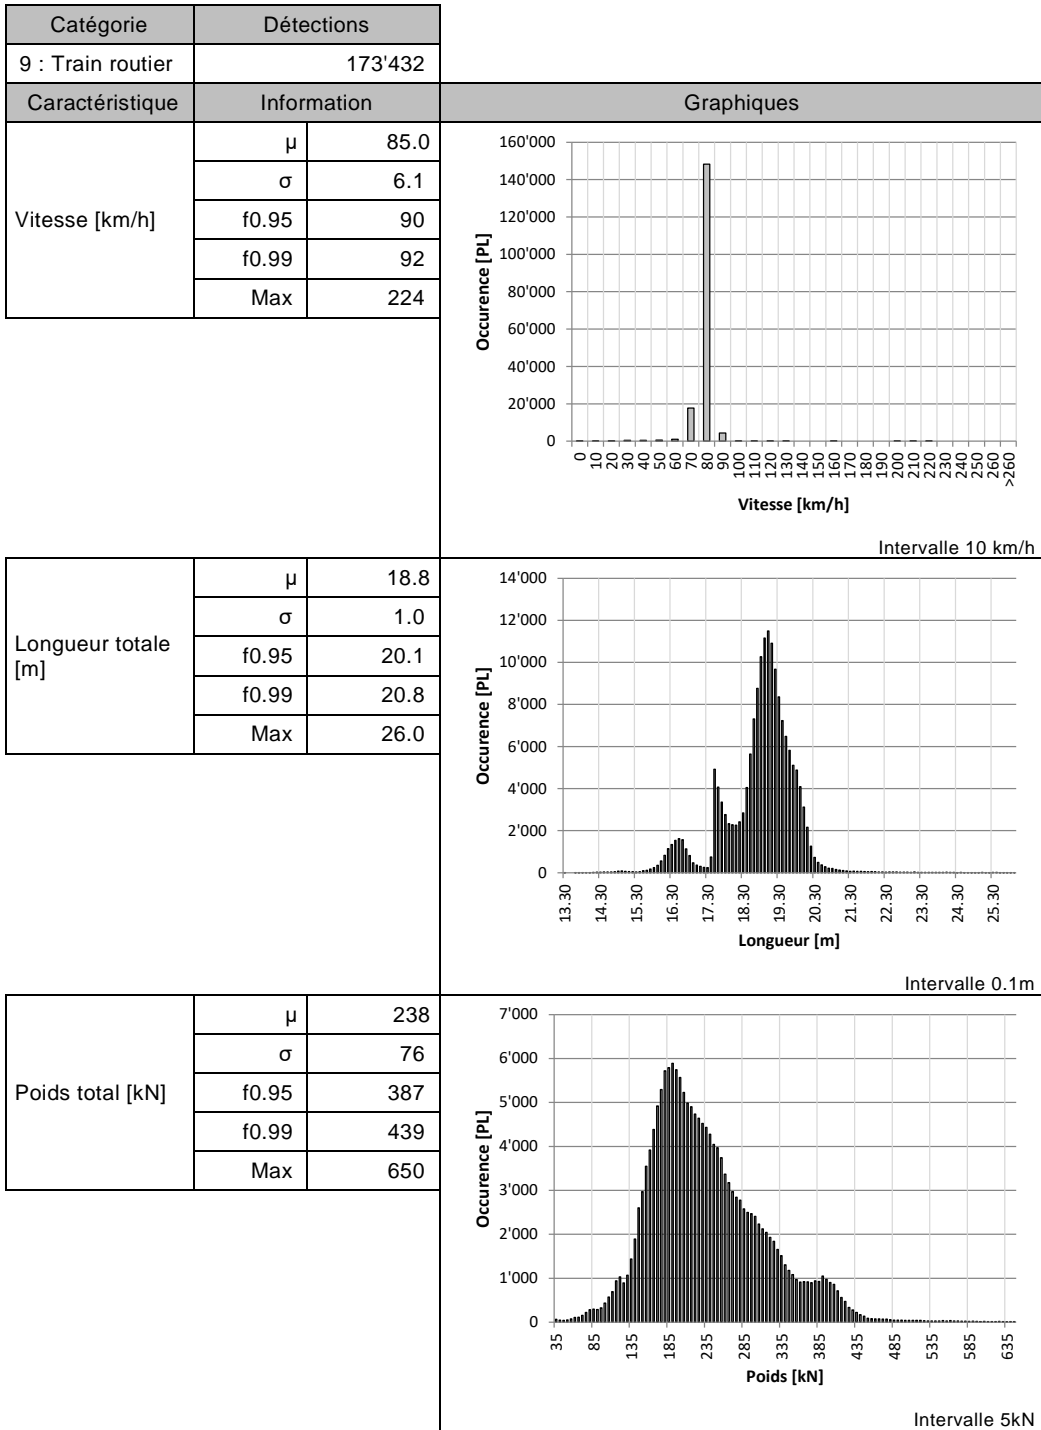 Catégorie Détections
9 : Train routier 173'432
Caractéristique Information Graphiques
Vitesse [km/h]
µ 85.0
σ 6.1
f0.95 90
f0.99 92
Max 224
160'000
140'000
120'000
100'000
80'000
60'000
40'000
20'000
0
Occurence [PL]
0 10 20 30 40 50 60 70 80 90 100 110 120 130 140 150 160 170 180 190 200 210 220 230 240 250 260 >260
Vitesse [km/h]
Intervalle 10 km/h
Longueur totale
[m]
µ 18.8
σ 1.0
f0.95 20.1
f0.99 20.8
Max 26.0
14'000
12'000
10'000
8'000
6'000
4'000
2'000
0
Occurence [PL]
13.30 14.30 15.30 16.30 17.30 18.30 19.30 20.30 21.30 22.30 23.30 24.30 25.30
Longueur [m]
Intervalle 0.1m
Poids total [kN]
µ 238
σ 76
f0.95 387
f0.99 439
Max 650
7'000
6'000
5'000
4'000
3'000
2'000
1'000
0
Occurence [PL]
35 85 135 185 235 285 335 385 435 485 535 585 635
Poids [kN]
Intervalle 5kN